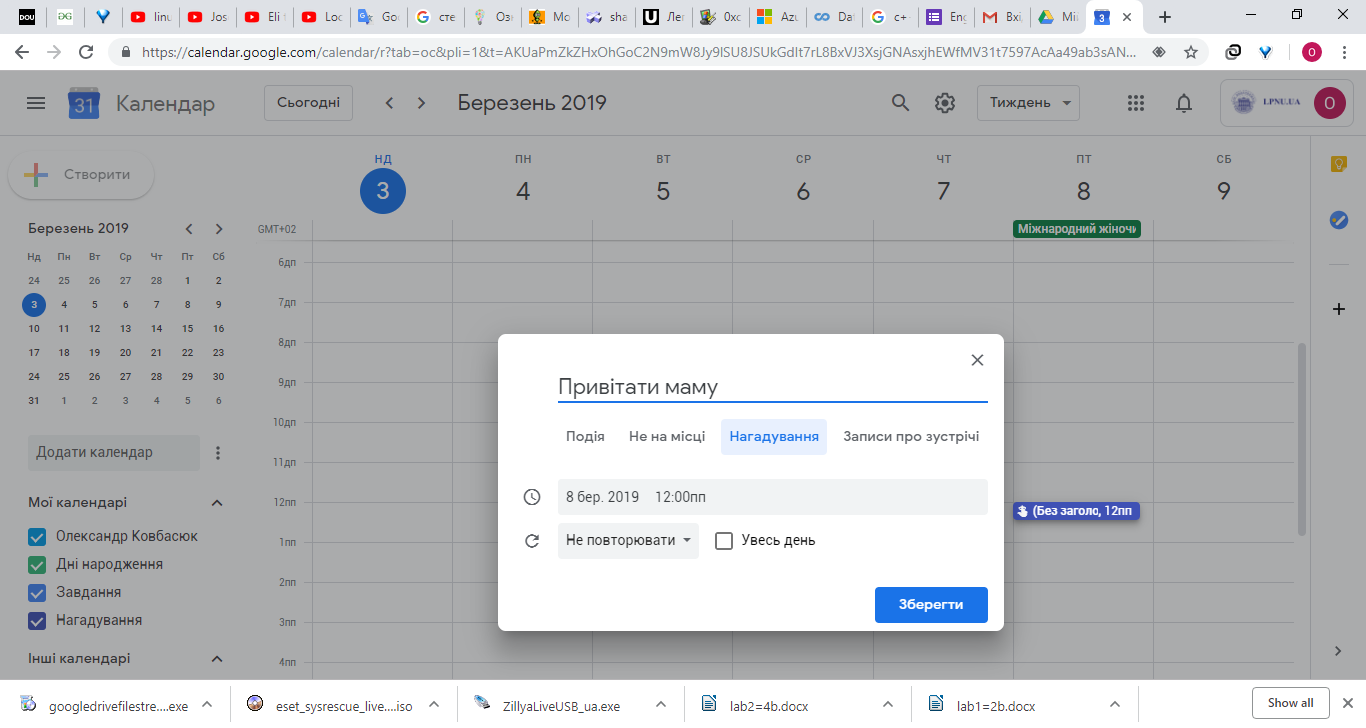 DOU
linu
Jos
Eli f
Loc
Goo
сте
Озн
Mo
sha
Лег
0xc
Azu
Da
c+
Eng
Вхі
Мій
https://calendar.google.com/calendar/r?tab=oc&pli=1&t=AKUaPmZkZHxOhGoC2N9mW8Jy9lSU8JSUkGdIt7rL8BxVJ3XsjGNAsxjhEWfMV31t7597AcAa49ab3sAN...
O
31 Календар
Сьогодні
Березень 2019
Тиждень
LPNU.UA
O
Створити
НД ПН ВТ СР ЧТ ПТ СБ
3 4 5 6 7 8 9
GMT+02
Міжнародний жіночи
Березень 2019
Нд Пн Вт Ср Чт Пт Сб
24 25 26 27 28 1 2
3 4 5 6 7 8 9
10 11 12 13 14 15 16
17 18 19 20 21 22 23
24 25 26 27 28 29 30
31 1 2 3 4 5 6
Додати календар
Мої календарі
Олександр Ковбасюк
Дні народження
Завдання
Нагадування
Інші календарі
6дп
7дп
8дп
9дп
10дп
11дп
12пп
1пп
2пп
3пп
4пп
(Без заголо, 12пп
Привітати маму
Подія Не на місці Нагадування Записи про зустрічі
8 бер. 2019 12:00пп
Не повторювати Увесь день
Зберегти
googledrivefilestre....exe
eset_sysrescue_live....iso
ZillyaLiveUSB_ua.exe
lab2=4b.docx
lab1=2b.docx
Show all